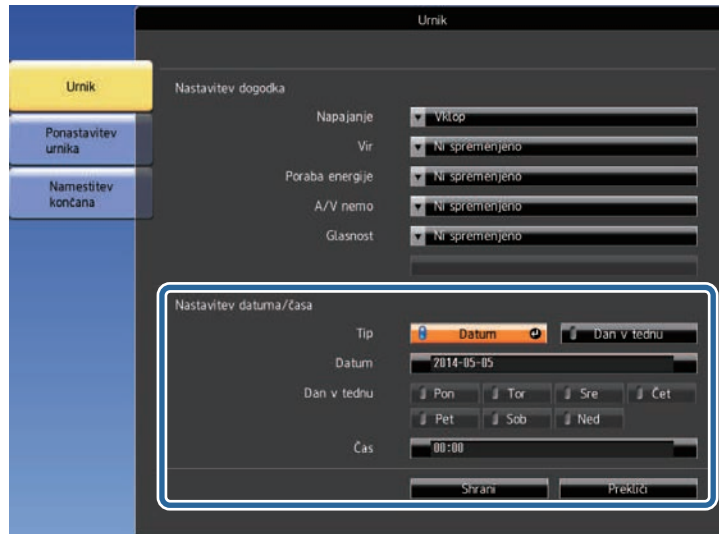 Urnik
Urnik
Ponastavitev
urnika
Namestitev
končana
Nastavitev dogodka
Napajanje Vklop
Vir Ni spremenjeno
Poraba energije Ni spremenjeno
A/V nemo Ni spremenjeno
Glasnost Ni spremenjeno
Nastavitev datuma/časa
Tip Datum Dan v tednu
Datum 2014-05-05
Dan v tednu Pon Tor Sre Čet
Pet Sob Ned
Čas 00:00
Shrani Prekliči